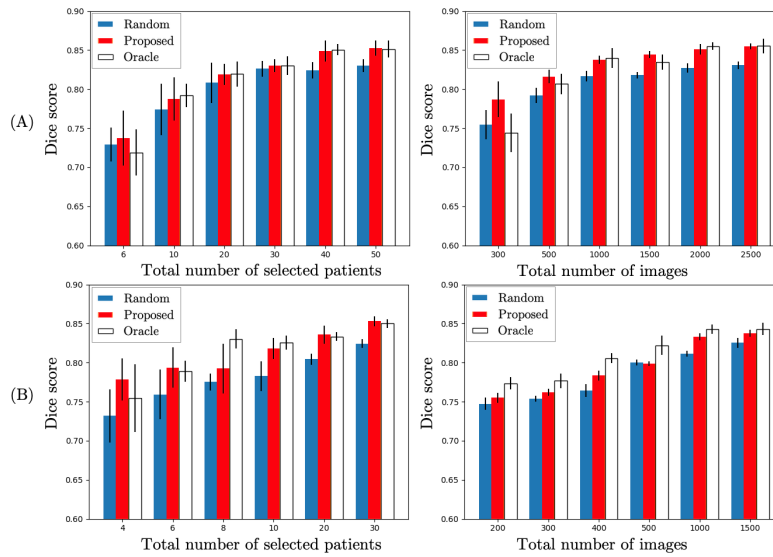 (A)
Dice score
0.90
0.85
0.80
0.75
0.70
0.65
0.60
Random
Proposed
Oracle
6 10 20 30 40 50
Total number of selected patients
Dice score
0.90
0.85
0.80
0.75
0.70
0.65
0.60
Random
Proposed
Oracle
300 500 1000 1500 2000 2500
Total number of images
(B)
Dice score
0.90
0.85
0.80
0.75
0.70
0.65
0.60
Random
Proposed
Oracle
4 6 8 10 20 30
Total number of selected patients
Dice score
0.90
0.85
0.80
0.75
0.70
0.65
0.60
Random
Proposed
Oracle
200 300 400 500 1000 1500
Total number of images